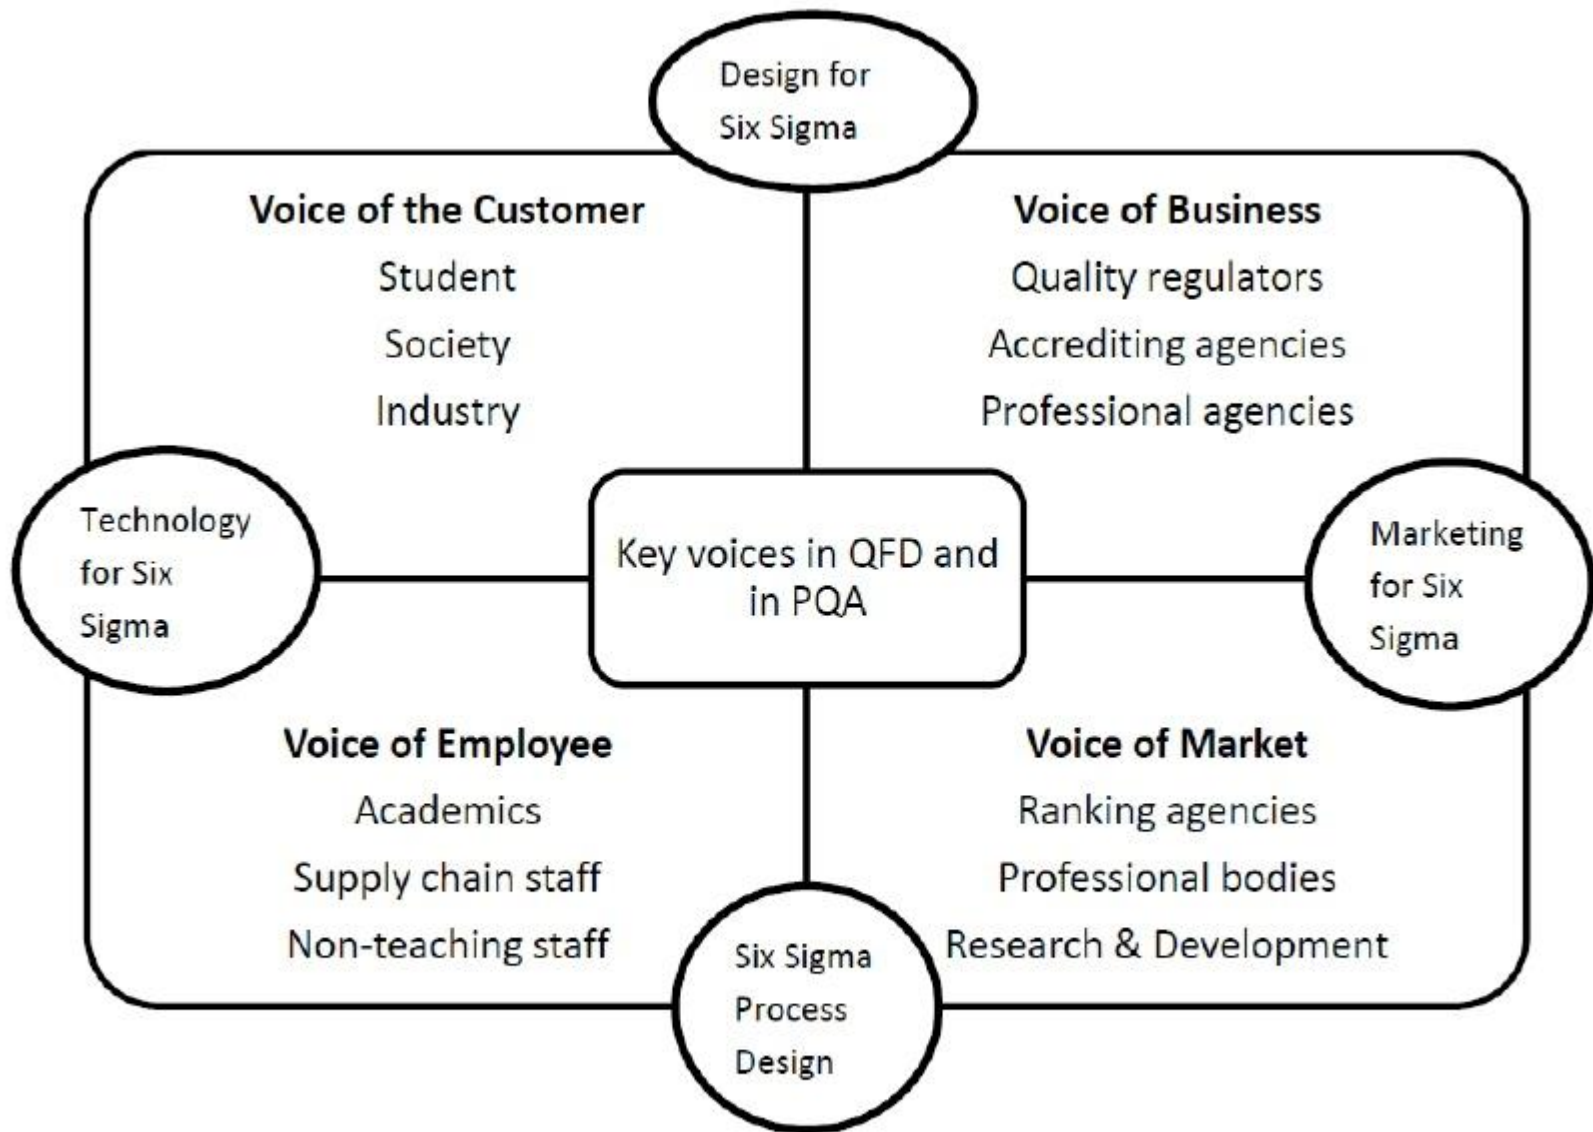 Design for
Six Sigma
Voice of the Customer
Student
Society
Industry
Voice of Business
Quality regulators
Accrediting agencies
Professional agencies
Technology
for Six
Sigma
Key voices in QFD and
in PQA
Marketing
for Six
Sigma
Voice of Employee
Academics
Supply chain staff
Non-teaching staff
Voice of Market
Ranking agencies
Professional bodies
Research & Development
Six Sigma
Process
Design